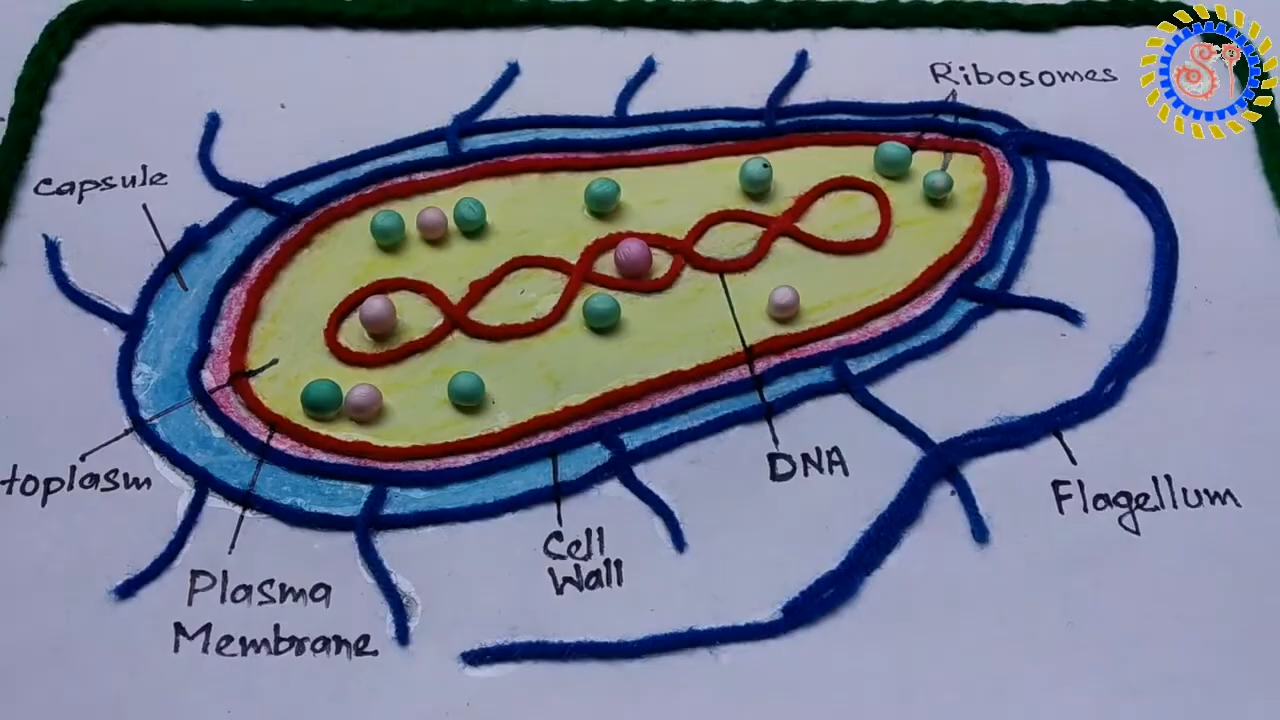 Ribosomes
capsule
toplasm
DNA
Flagellum
Cell
Wall
Plasma
Membrane